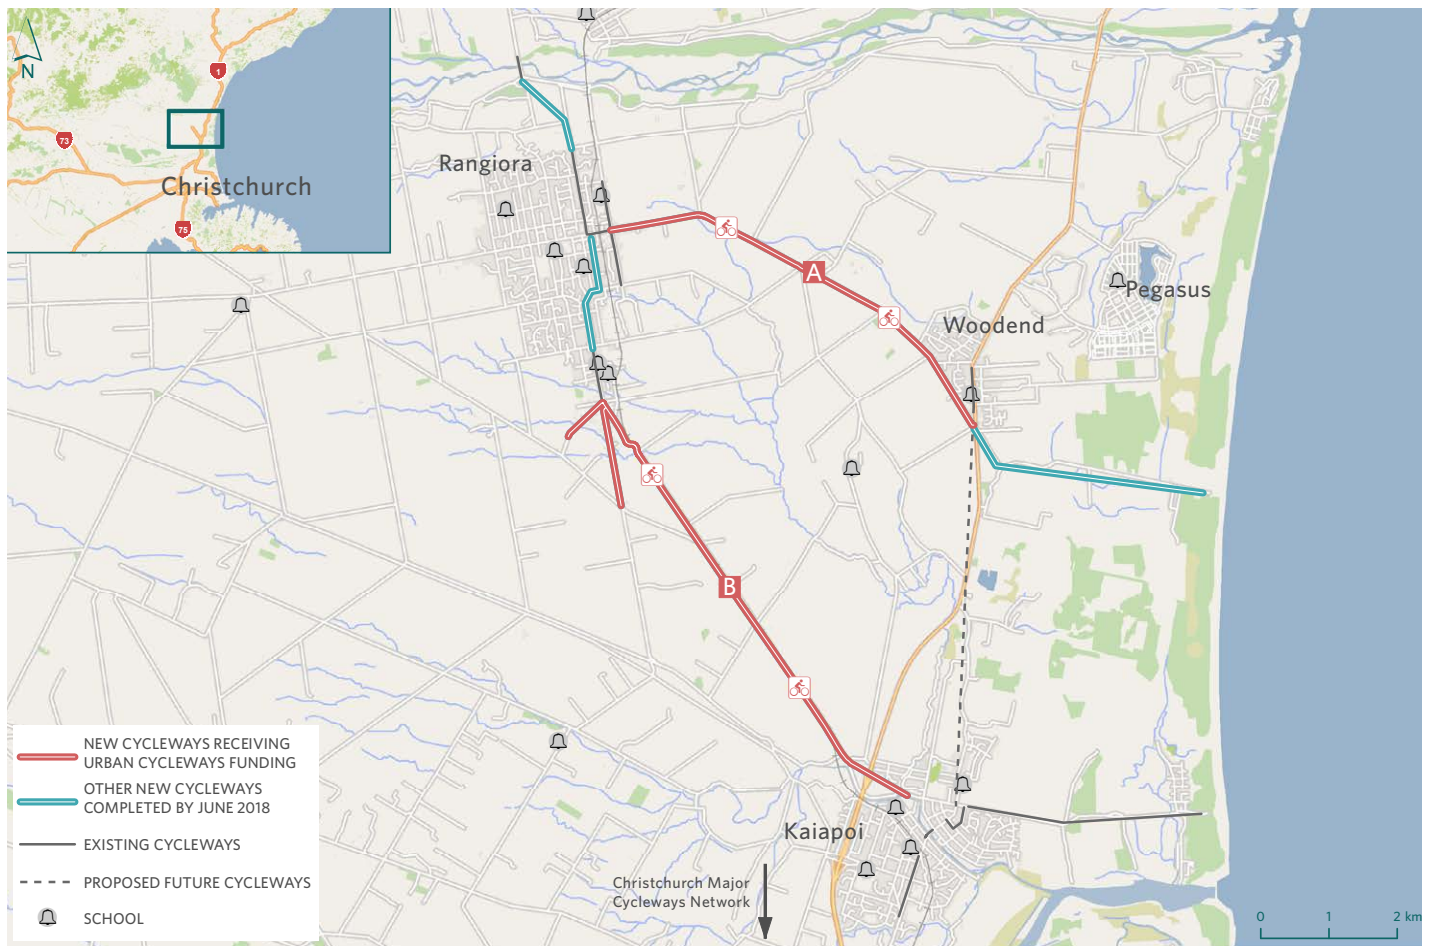 N
1
73
75
Christchurch
Rangiora
A
Woodend
Pegasus
B
Kaiapoi
Christchurch Major
Cycleways Network
NEW CYCLEWAYS RECEIVING
URBAN CYCLEWAYS FUNDING
OTHER NEW CYCLEWAYS
COMPLETED BY JUNE 2018
EXISTING CYCLEWAYS
PROPOSED FUTURE CYCLEWAYS
SCHOOL
0 1 2 km